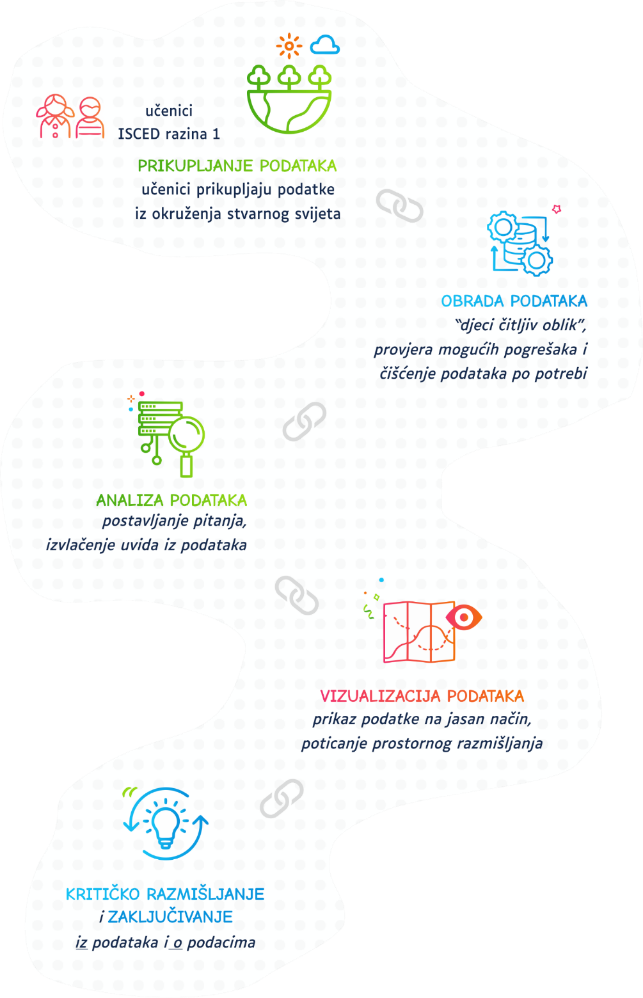 učenici
ISCED razina 1
PRIKUPLJANJE PODATAKA
učenici prikupljaju podatke
iz okruženja stvarnog svijeta
OBRADA PODATAKA
“djeci čitljiv oblik”,
provjera mogućih pogrešaka i
čišćenje podataka po potrebi
ANALIZA PODATAKA
postavljanje pitanja,
izvlačenje uvida iz podataka
VIZUALIZACIJA PODATAKA
prikaz podatke na jasan način,
poticanje prostornog razmišljanja
KRITIČKO RAZMIŠLJANJE
i ZAKLJUČIVANJE
iz podataka i o podacima